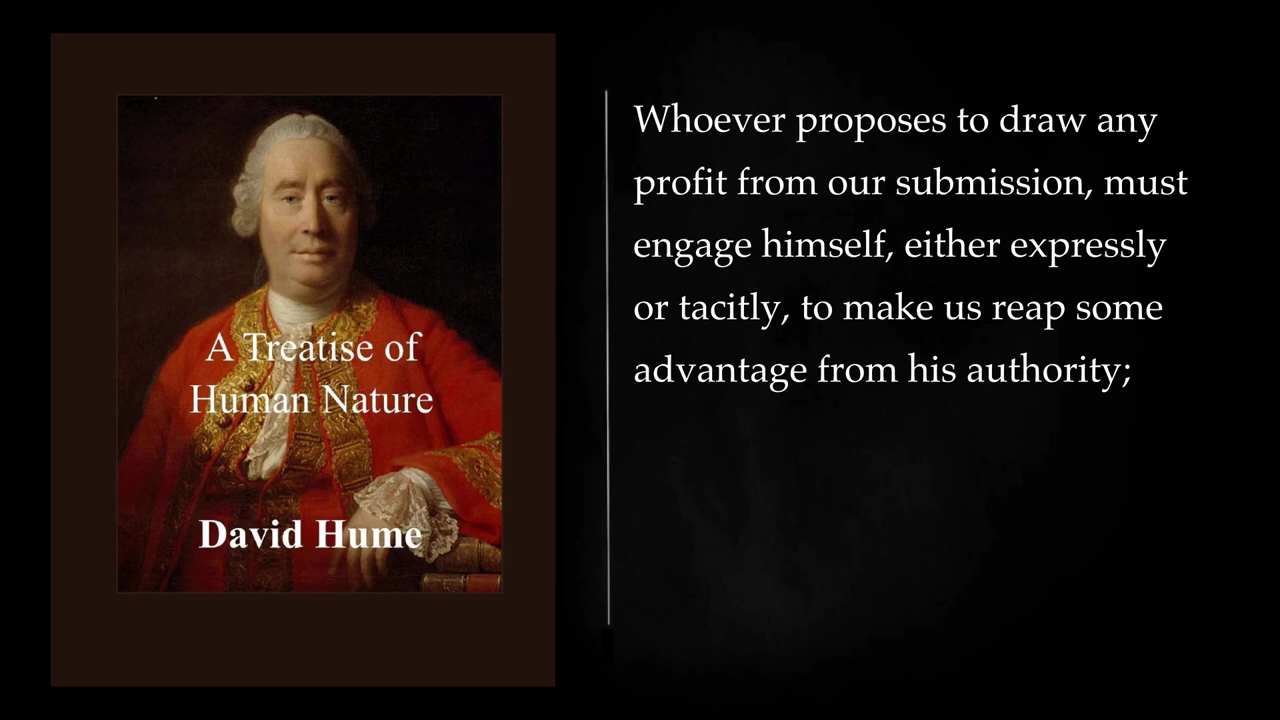 A Treatise of
Human Nature
David Hume
Whoever proposes to draw any
profit from our submission, must
engage himself, either expressly
or tacitly, to make us reap some
advantage from his authority;